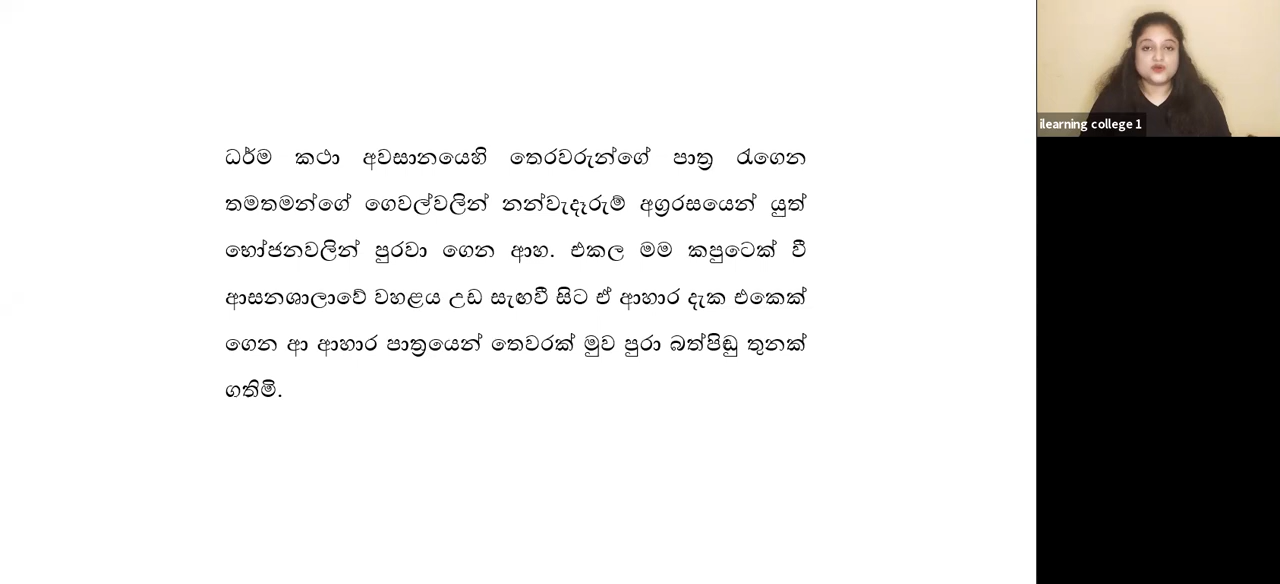 ධර්ම කථා අවසානයෙහි තෙරවරුන්ගේ පාත්‍ර රැගෙන
තමතමන්ගේ ගෙවල්වලින් නන්වැදෑරුම් අග්‍රරසයෙන් යුත්
භෝජනවලින් පුරවා ගෙන ආහ. එකල මම කපුටෙක් වී
ආසනශාලාවේ වහළය උඩ සැඟවී සිට ඒ ආහාර දැක එකෙක්
ගෙන ආ ආහාර පාත්‍රයෙන් තෙවරක් මුව පුරා බත්පිඬු තුනක්
ගතිමි.
ilearning college 1